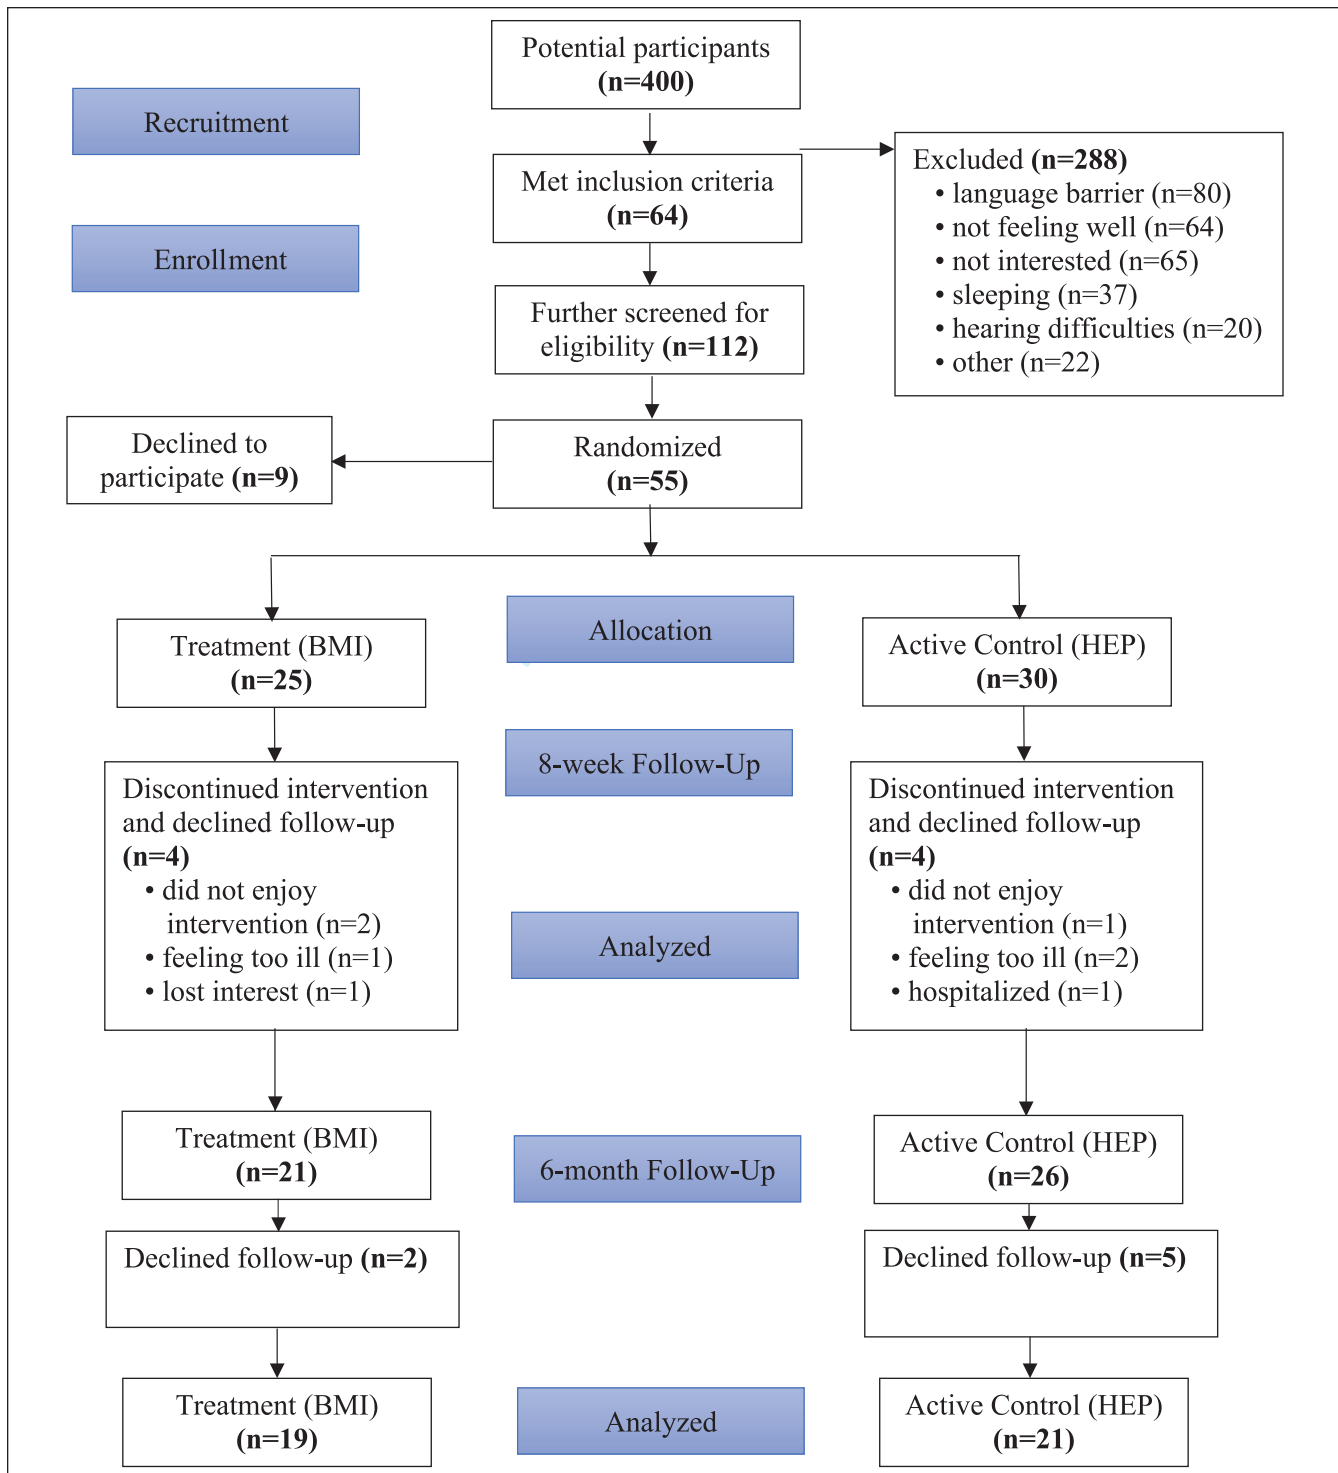 Potential participants
(n=400)
Recruitment
Excluded (n=288)
• language barrier (n=80)
• not feeling well (n=64)
• not interested (n=65)
• sleeping (n=37)
• hearing difficulties (n=20)
• other (n=22)
Met inclusion criteria
(n=64)
Enrollment
Further screened for
eligibility (n=112)
Declined to
participate (n=9)
Randomized
(n=55)
Treatment (BMI)
(n=25)
Allocation
Active Control (HEP)
(n=30)
8-week Follow-Up
Discontinued intervention
and declined follow-up
(n=4)
• did not enjoy
intervention (n=2)
• feeling too ill (n=1)
• lost interest (n=1)
Discontinued intervention
and declined follow-up
(n=4)
• did not enjoy
intervention (n=1)
• feeling too ill (n=2)
• hospitalized (n=1)
Analyzed
Treatment (BMI)
(n=21)
6-month Follow-Up
Active Control (HEP)
(n=26)
Declined follow-up (n=2)
Declined follow-up (n=5)
Treatment (BMI)
(n=19)
Analyzed
Active Control (HEP)
(n=21)